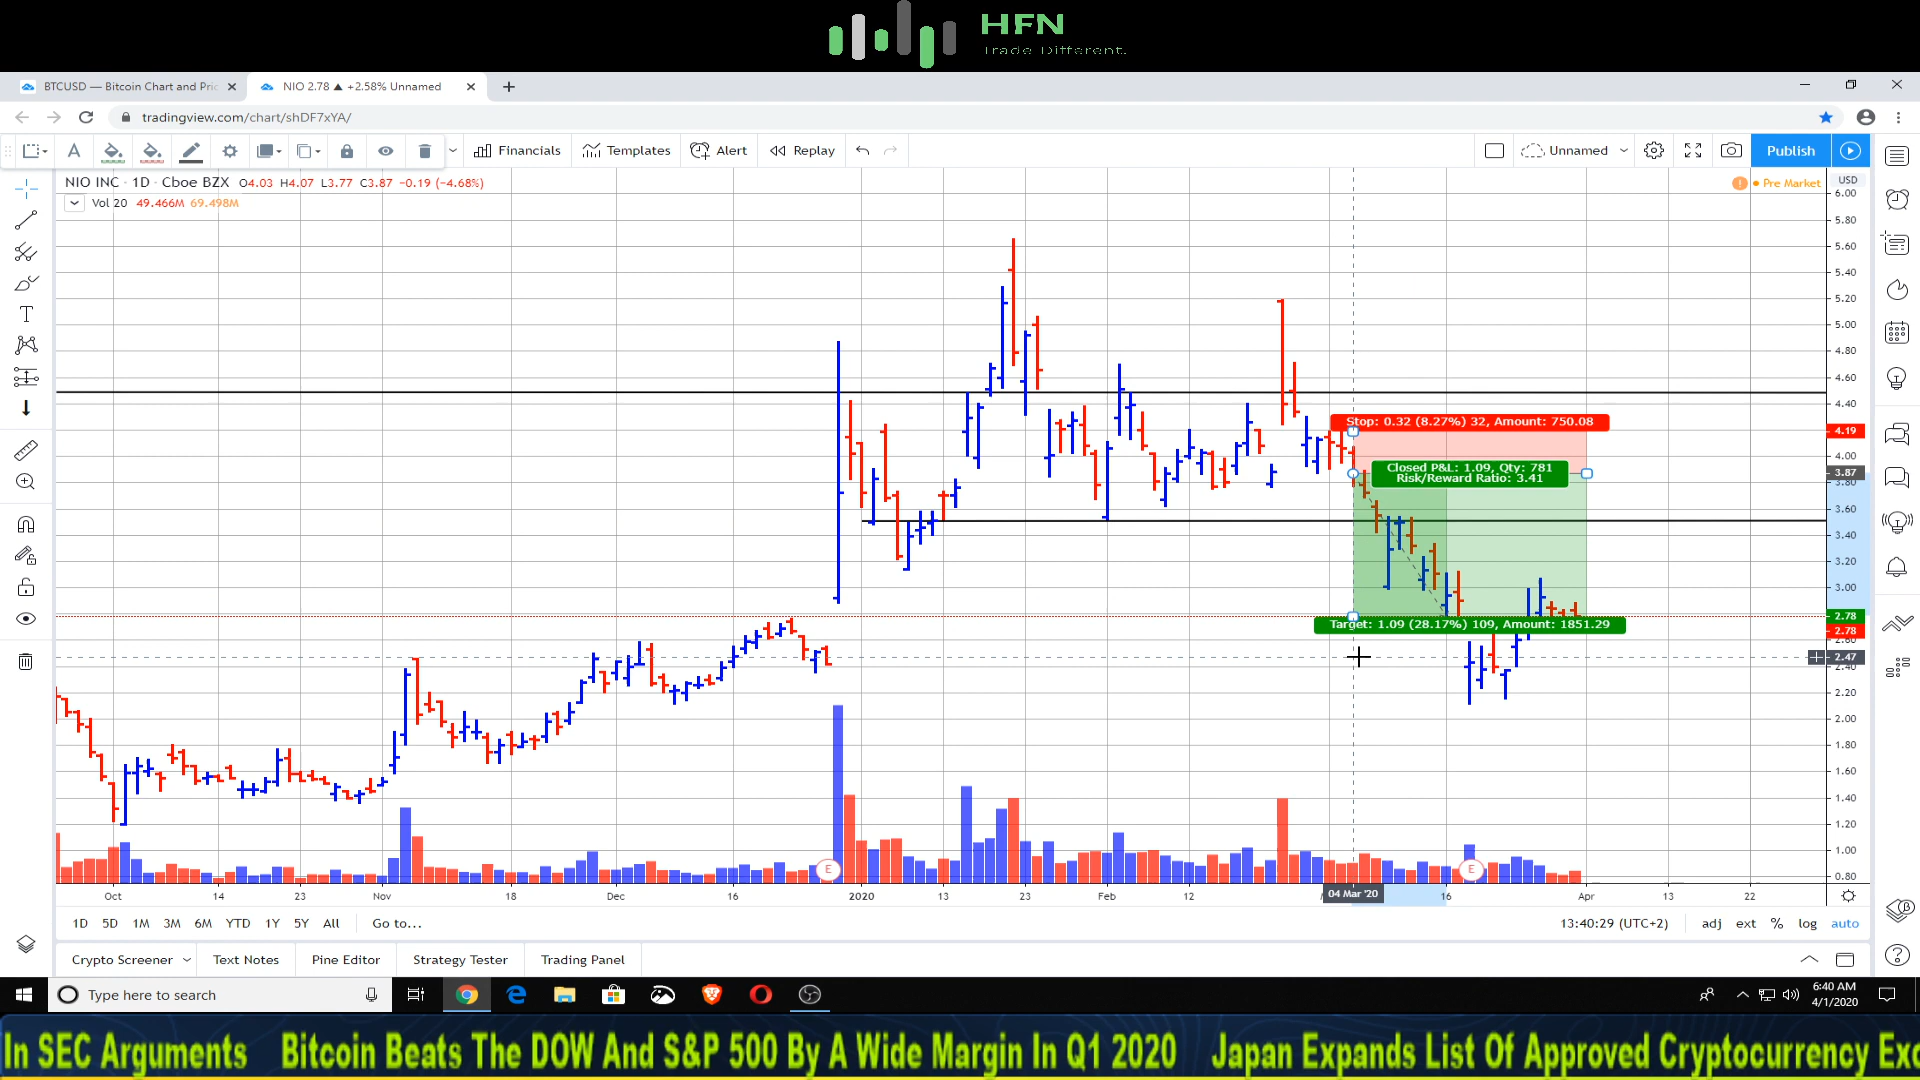 HFN
Trade Different.
BTCUSD — Bitcoin Chart and Pric
NIO 2.78 ▲ +2.58% Unnamed
tradingview.com/chart/shDF7xYA/
Financials
Templates
Alert
Replay
Unnamed
Publish
NIO INC · 1D · Cboe BZX O4.03 H4.07 L3.77 C3.87 −0.19 (−4.68%)
Vol 20 49.466M 69.498M
Pre Market
USD
6.00
5.80
5.60
5.40
5.20
5.00
4.80
4.60
4.40
4.19
4.00
3.87
3.80
3.60
3.40
3.20
3.00
2.78
2.78
2.60
2.47
2.40
2.20
2.00
1.80
1.60
1.40
1.20
1.00
0.80
Stop: 0.32 (8.27%) 32, Amount: 750.08
Closed P&L: 1.09, Qty: 781
Risk/Reward Ratio: 3.41
Target: 1.09 (28.17%) 109, Amount: 1851.29
E
E
Oct 14 23 Nov 18 Dec 16 2020 13 23 Feb 12 04 Mar '20 16 Apr 13 22
1D 5D 1M 3M 6M YTD 1Y 5Y All Go to...
13:40:29 (UTC+2) adj ext % log auto
Crypto Screener Text Notes Pine Editor Strategy Tester Trading Panel
Type here to search
6:40 AM
4/1/2020
In SEC Arguments Bitcoin Beats The DOW And S&P 500 By A Wide Margin In Q1 2020 Japan Expands List Of Approved Cryptocurrency Exc